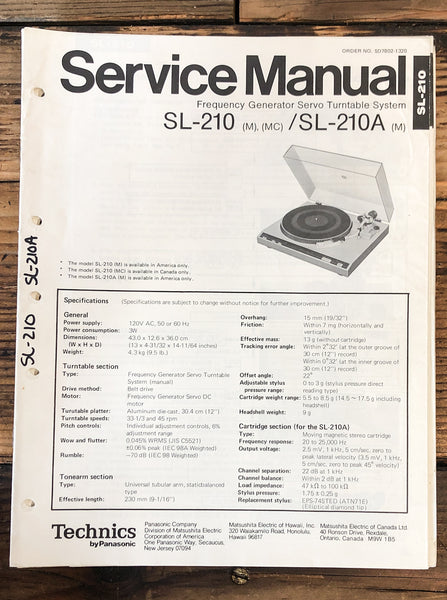 ORDER NO. SD7802-1320
Service Manual
SL-210
Frequency Generator Servo Turntable System
SL-210 (M), (MC) /SL-210A (M)
* The model SL-210 (M) is available in America only.
* The model SL-210 (MC) is available in Canada only.
* The model SL-210A (M) is available in America only.
SL-210 SL-210A
Specifications (Specifications are subject to change without notice for further improvement.)
General
Power supply: 120V AC, 50 or 60 Hz
Power consumption: 3W
Dimensions: 43.0 x 12.6 x 36.0 cm
(W x H x D) (13 x 4-31/32 x 14-11/64 inches)
Weight: 4.3 kg (9.5 lb.)
Turntable section
Type: Frequency Generator Servo Turntable
System (manual)
Drive method: Belt drive
Motor: Frequency Generator Servo DC
motor
Turutable platter: Aluminum die-cast, 30.4 cm (12")
Turntable speeds: 33-1/3 and 45 rpm
Pitch controls: Individual adjustment controls, 6%
adjustment range
Wow and flutter: 0.045% WRMS (JIS C5521)
±0.06% peak (IEC 98A Weighted)
Rumble: −70 dB (IEC 98 Weighted)
Tonearm section
Type: Universal tubular arm, staticbalanced
type
Effective length: 230 mm (9-1/16")
Overhang: 15 mm (19/32")
Friction: Within 7 mg (horizontally and
vertically)
Effective mass: 13 g (without cartridge)
Tracking error angle: Within 2°32' (at the outer groove of
30 cm (12") record)
Within 0°32' (at the inner groove of
30 cm (12") record)
Offset angle: 22°
Adjustable stylus
pressure range: 0 to 3 g (stylus pressure direct
reading type)
Cartridge weight range: 5.5 to 8.5 g (14.5 ~ 17.5 g including
headshell)
Headshell weight: 9 g
Cartridge section (for the SL-210A)
Type: Moving magnetic stereo cartridge
Frequency response: 20 to 25,000 Hz
Output voltage: 2.5 mV, 1 kHz, 5 cm/sec, zero to
peak lateral velocity (3.5 mV, 1 kHz,
5 cm/sec, zero to peak 45° velocity)
Channel separation: 22 dB at 1 kHz
Channel balance: Within 2 dB at 1 kHz
Load impedance: 47 kΩ to 100 kΩ
Stylus pressure: 1.75 ± 0.25 g
Replacement stylus: EPS-74STED (ATN71E)
(Elliptical diamond tip)
Technics
by Panasonic
Panasonic Company
Division of Matsushita Electric
Corporation of America
One Panasonic Way, Secaucus,
New Jersey 07094
Matsushita Electric of Hawaii, Inc.
320 Waiakamilo Road, Honolulu,
Hawaii 96817
Matsushita Electric of Canada Ltd
40 Ronson Drive, Rexdale,
Ontario, Canada M9W 1B5